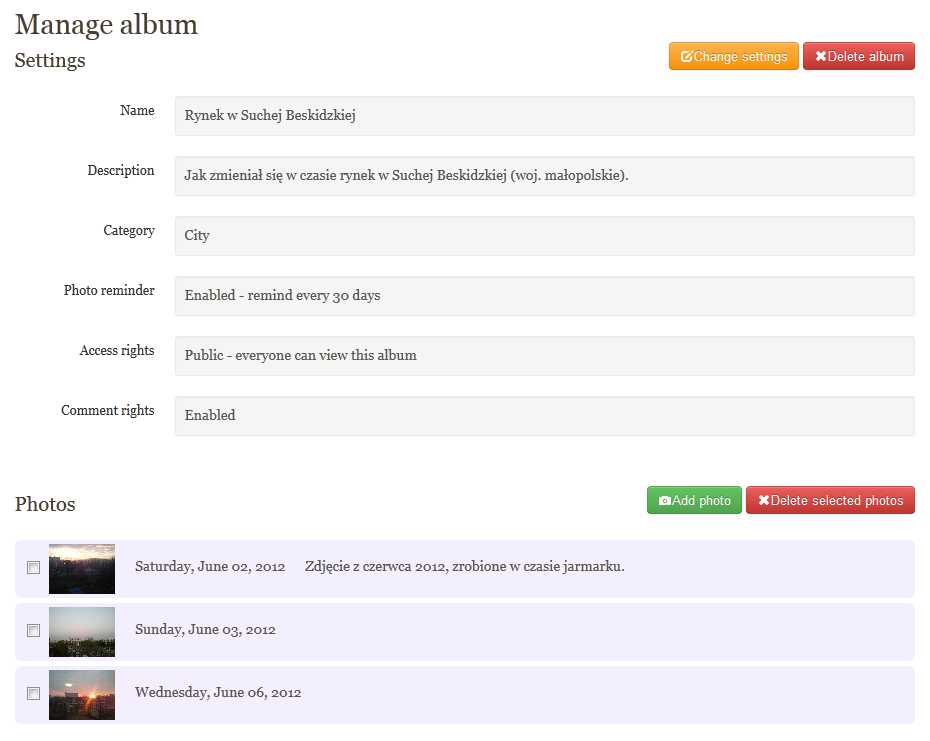 Manage album
Settings
Change settings
Delete album
Name
Rynek w Suchej Beskidzkiej
Description
Jak zmieniał się w czasie rynek w Suchej Beskidzkiej (woj. małopolskie).
Category
City
Photo reminder
Enabled - remind every 30 days
Access rights
Public - everyone can view this album
Comment rights
Enabled
Photos
Add photo
Delete selected photos
Saturday, June 02, 2012
Zdjęcie z czerwca 2012, zrobione w czasie jarmarku.
Sunday, June 03, 2012
Wednesday, June 06, 2012